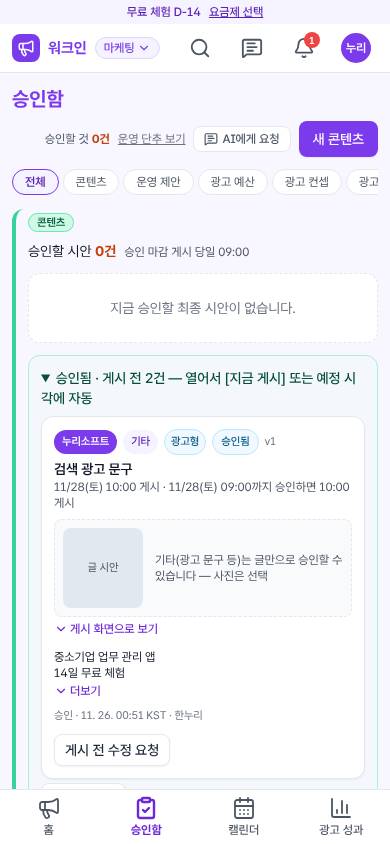 무료 체험 D-14 요금제 선택
워크인 마케팅 1 누리
승인함
승인할 것 0건 운영 단추 보기 AI에게 요청 새 콘텐츠
전체 콘텐츠 운영 제안 광고 예산 광고 컨셉 광고
콘텐츠
승인할 시안 0건 승인 마감 게시 당일 09:00
지금 승인할 최종 시안이 없습니다.
▼ 승인됨 · 게시 전 2건 — 열어서 [지금 게시] 또는 예정 시
각에 자동
누리소프트 기타 광고형 승인됨 v1
검색 광고 문구
11/28(토) 10:00 게시 · 11/28(토) 09:00까지 승인하면 10:00
게시
글 시안
기타(광고 문구 등)는 글만으로 승인할 수
있습니다 — 사진은 선택
게시 화면으로 보기
중소기업 업무 관리 앱
14일 무료 체험
더보기
승인 · 11. 26. 00:51 KST · 한누리
게시 전 수정 요청
홈 승인함 캘린더 광고 성과